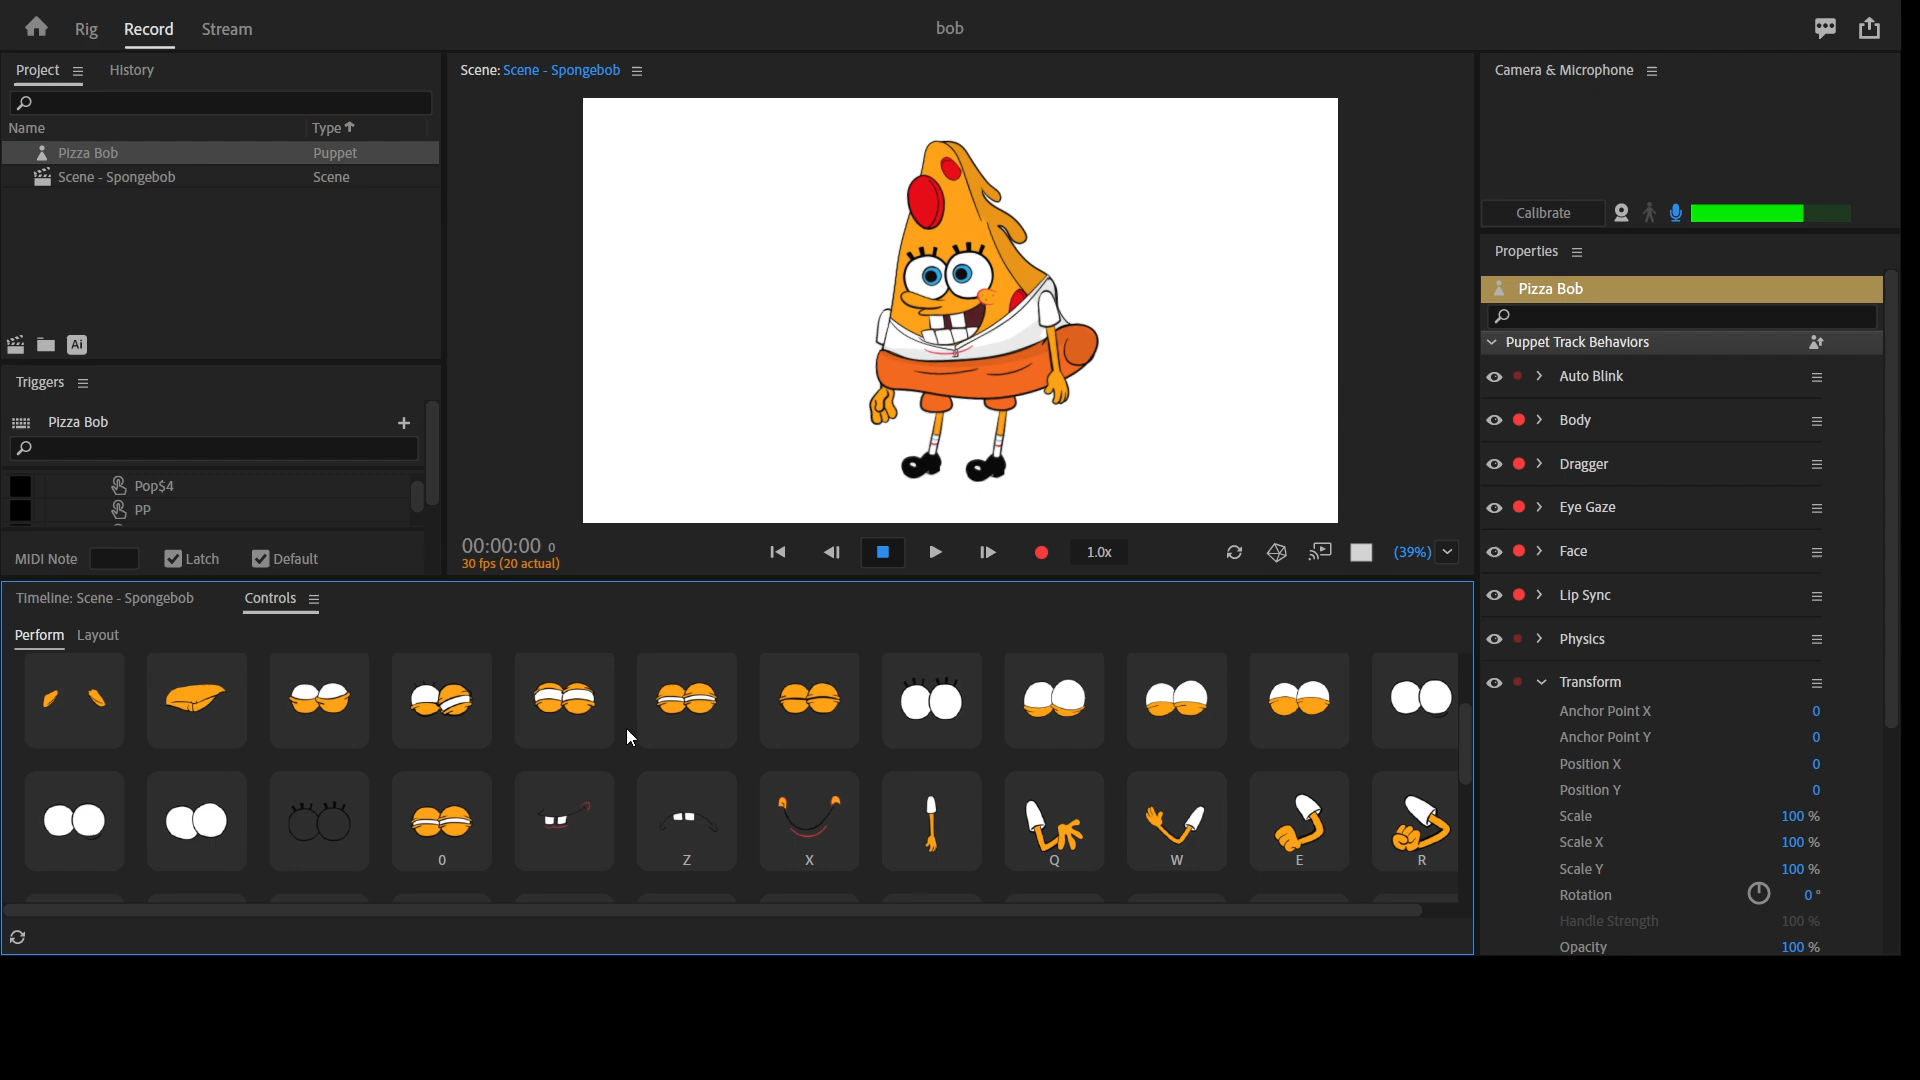 Rig Record Stream bob
Project History
Name Type
Pizza Bob Puppet
Scene - Spongebob Scene
Ai
Triggers
Pizza Bob
Pop$4
PP
MIDI Note Latch Default
Scene: Scene - Spongebob
00:00:00 0
30 fps (20 actual)
1.0x
(39%)
Timeline: Scene - Spongebob Controls
Perform Layout
0 Z X Q W E R
Camera & Microphone
Calibrate
Properties
Pizza Bob
Puppet Track Behaviors
Auto Blink
Body
Dragger
Eye Gaze
Face
Lip Sync
Physics
Transform
Anchor Point X 0
Anchor Point Y 0
Position X 0
Position Y 0
Scale 100 %
Scale X 100 %
Scale Y 100 %
Rotation 0 °
Handle Strength 100 %
Opacity 100 %